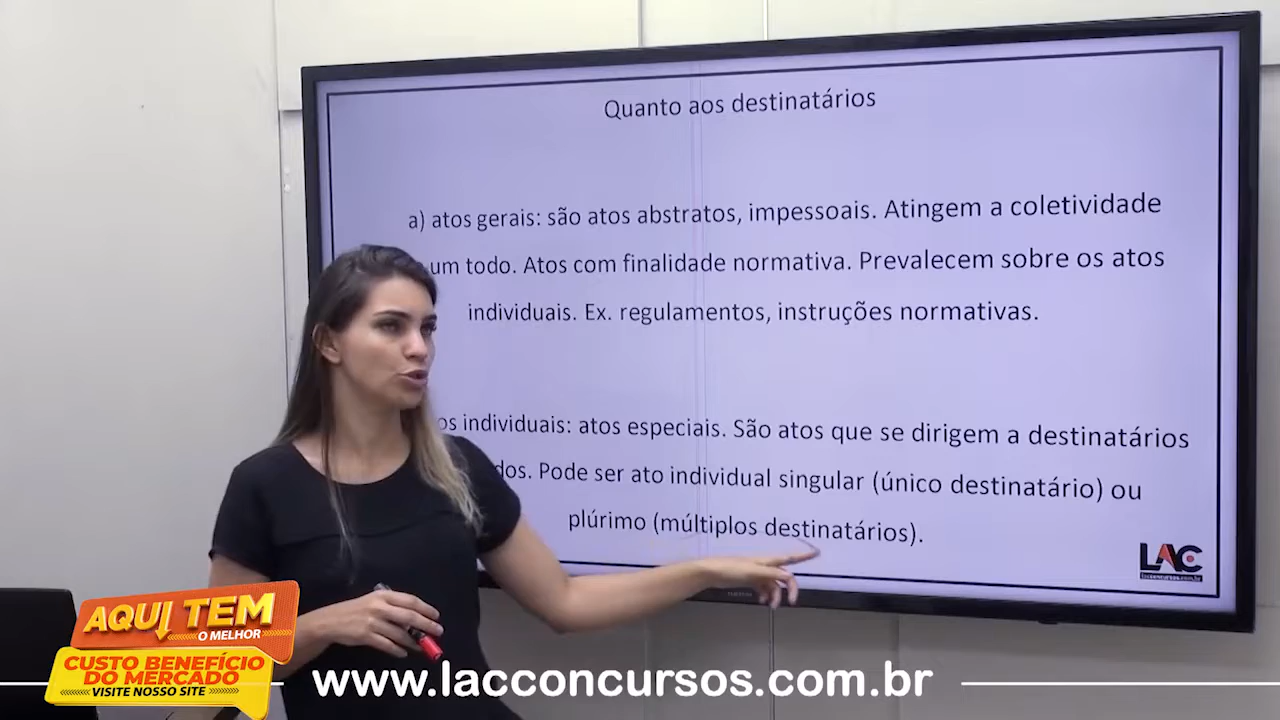 Quanto aos destinatários
a) atos gerais: são atos abstratos, impessoais. Atingem a coletividade
um todo. Atos com finalidade normativa. Prevalecem sobre os atos
individuais. Ex. regulamentos, instruções normativas.
individuais: atos especiais. São atos que se dirigem a destinatários
Pode ser ato individual singular (único destinatário) ou
plúrimo (múltiplos destinatários).
LAC
lacconcursos.com.br
AQUI TEM
O MELHOR
CUSTO BENEFÍCIO
DO MERCADO
VISITE NOSSO SITE
www.lacconcursos.com.br